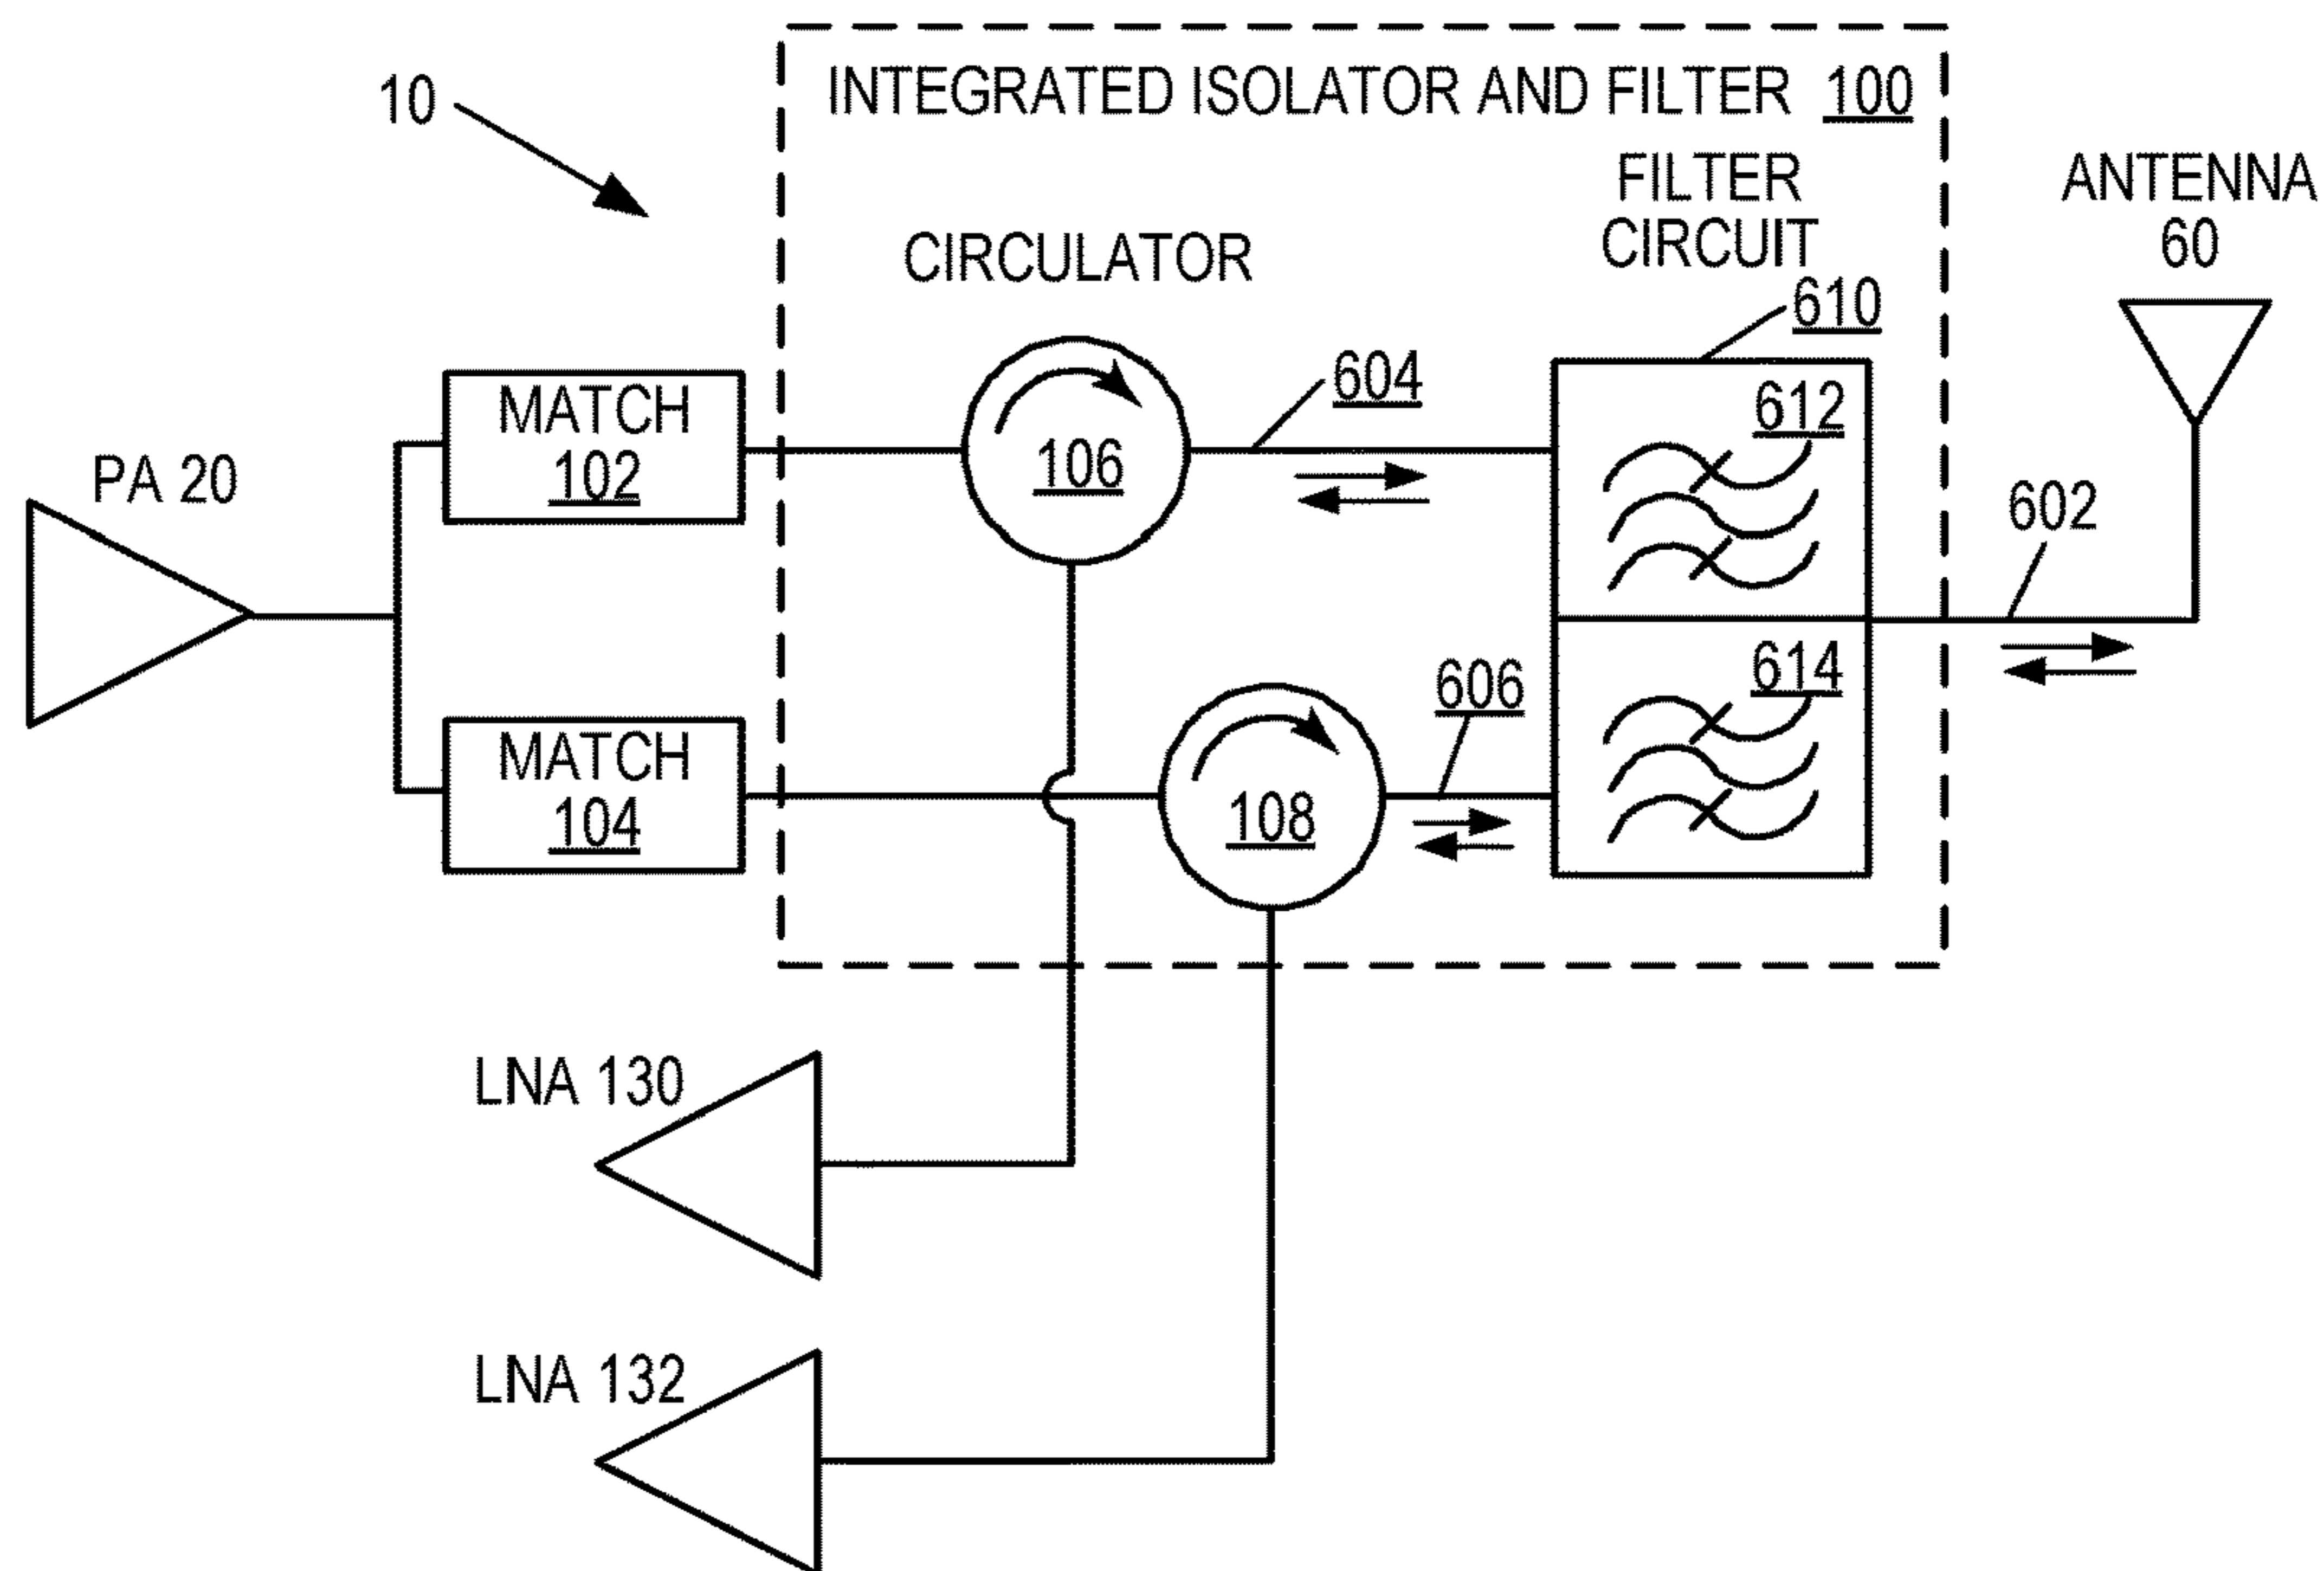 10
INTEGRATED ISOLATOR AND FILTER 100
FILTER
CIRCUIT
610
ANTENNA
60
CIRCULATOR
MATCH
102
106
604
612
PA 20
602
MATCH
104
108
606
614
LNA 130
LNA 132